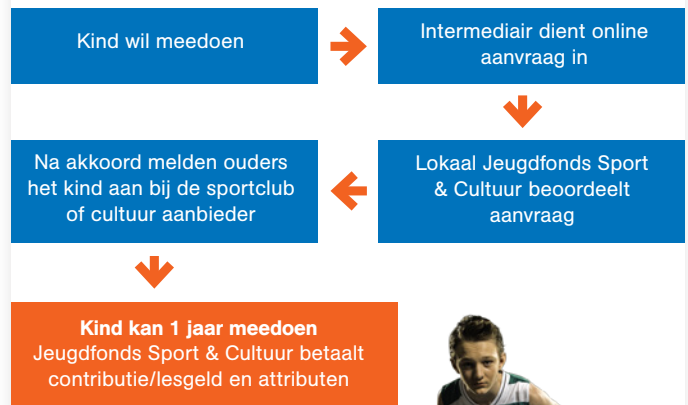 Kind wil meedoen
Intermediair dient online
aanvraag in
Lokaal Jeugdfonds Sport
& Cultuur beoordeelt
aanvraag
Na akkoord melden ouders
het kind aan bij de sportclub
of cultuur aanbieder
Kind kan 1 jaar meedoen
Jeugdfonds Sport & Cultuur betaalt
contributie/lesgeld en attributen